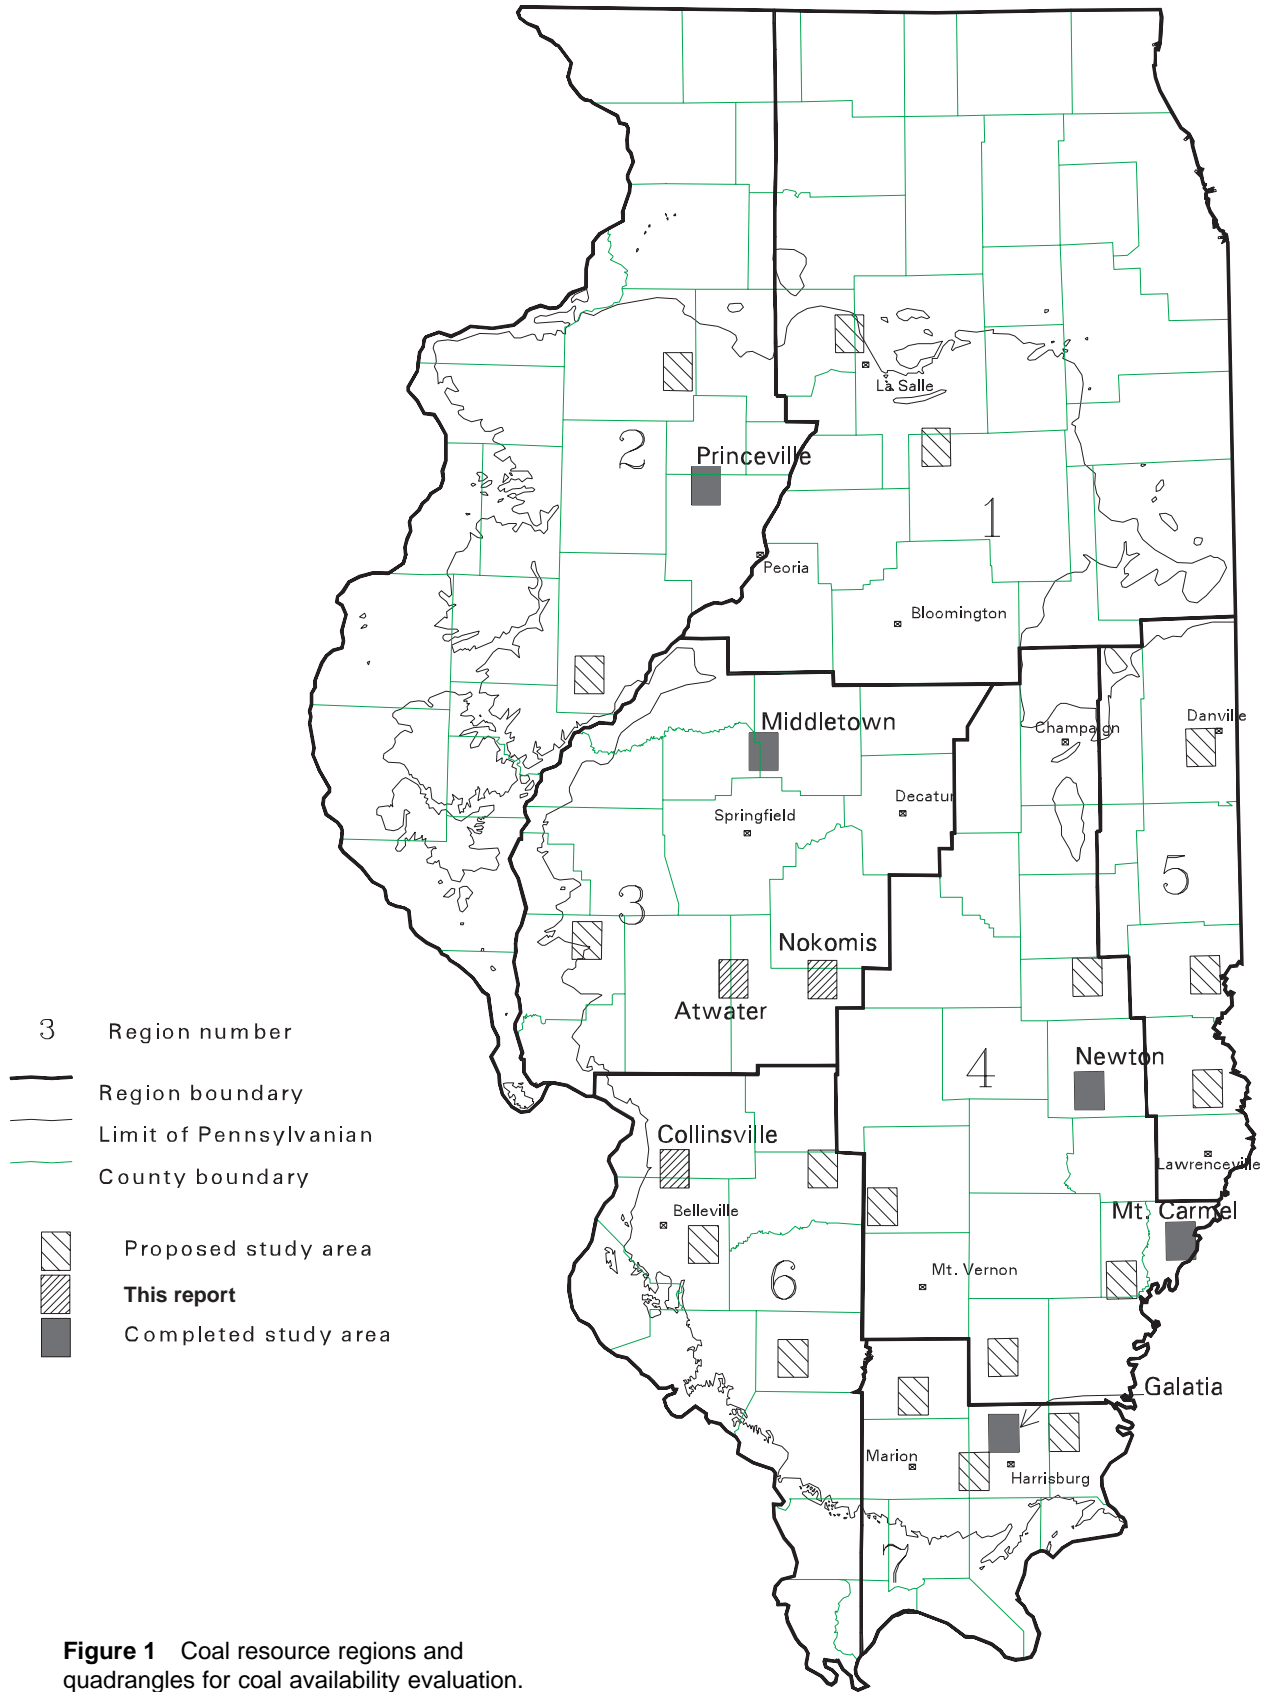 La Salle
2
Princeville
1
Peoria
Bloomington
Middletown
Champaign
Danville
Decatur
Springfield
5
3
Nokomis
Atwater
3 Region number
Region boundary
Limit of Pennsylvanian
County boundary
4
Newton
Collinsville
Lawrenceville
Belleville
Mt. Carmel
Proposed study area
Mt. Vernon
6
This report
Completed study area
Galatia
Marion
Harrisburg
7
Figure 1 Coal resource regions and
quadrangles for coal availability evaluation.